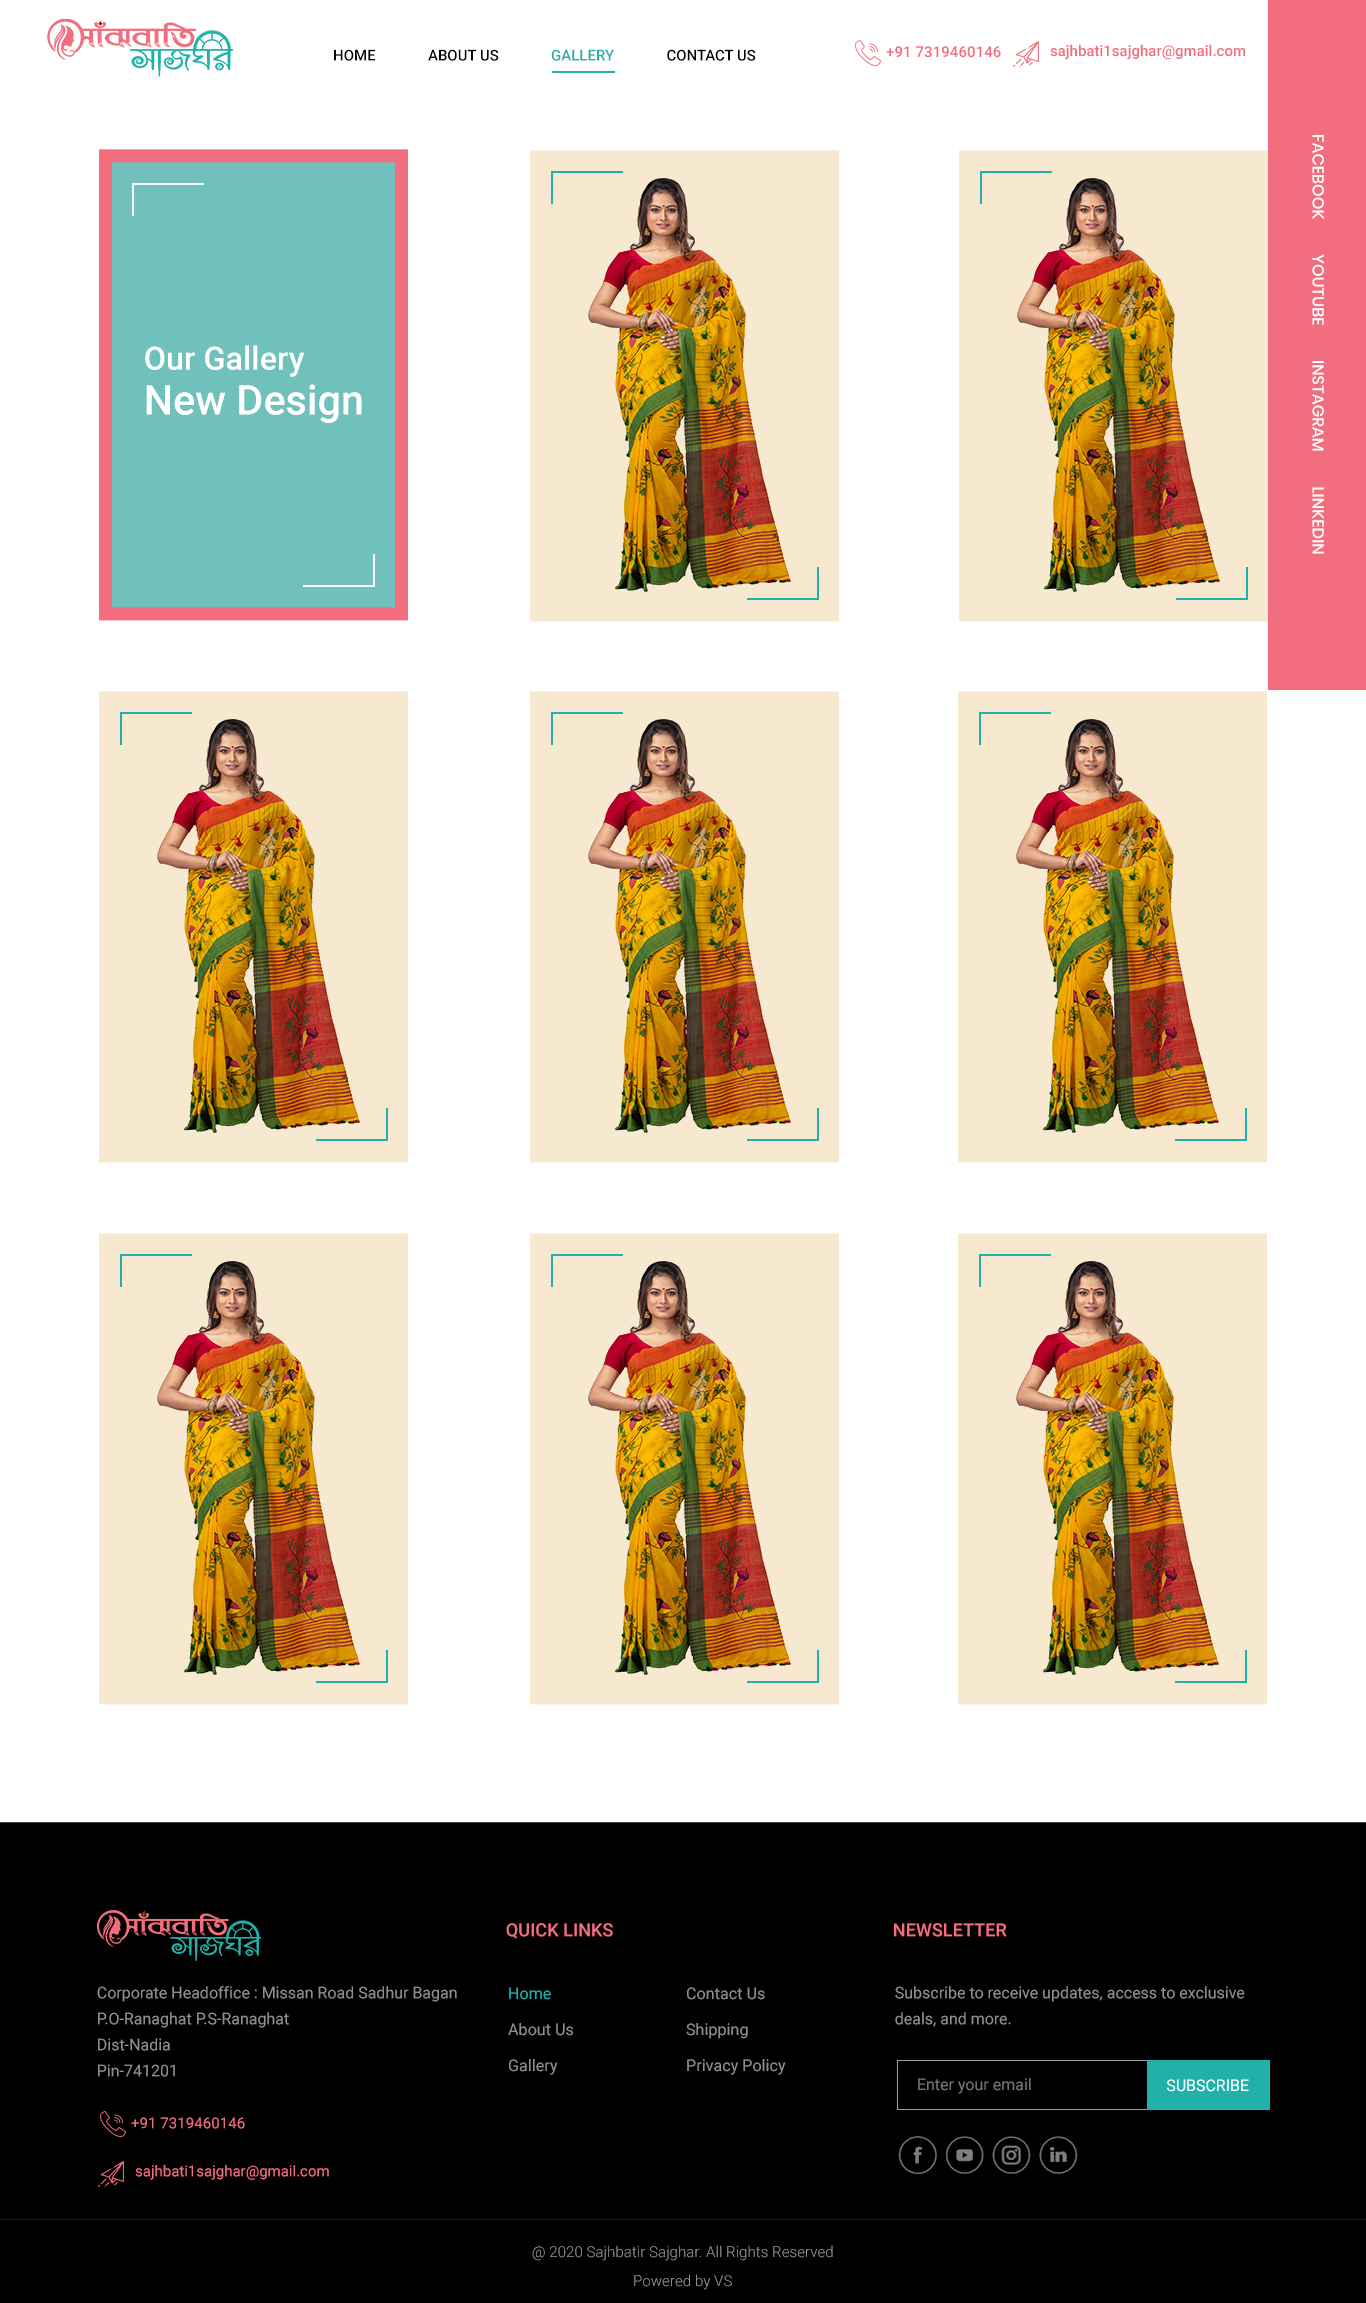 সাঁঝবাতি
সাজঘর
HOME
ABOUT US
GALLERY
CONTACT US
+91 7319460146
sajhbati1sajghar@gmail.com
FACEBOOK
YOUTUBE
INSTAGRAM
LINKEDIN
Our Gallery
New Design
সাঁঝবাতি
সাজঘর
Corporate Headoffice : Missan Road Sadhur Bagan
P.O-Ranaghat P.S-Ranaghat
Dist-Nadia
Pin-741201
+91 7319460146
sajhbati1sajghar@gmail.com
QUICK LINKS
Home
About Us
Gallery
Contact Us
Shipping
Privacy Policy
NEWSLETTER
Subscribe to receive updates, access to exclusive
deals, and more.
Enter your email
SUBSCRIBE
@ 2020 Sajhbatir Sajghar. All Rights Reserved
Powered by VS